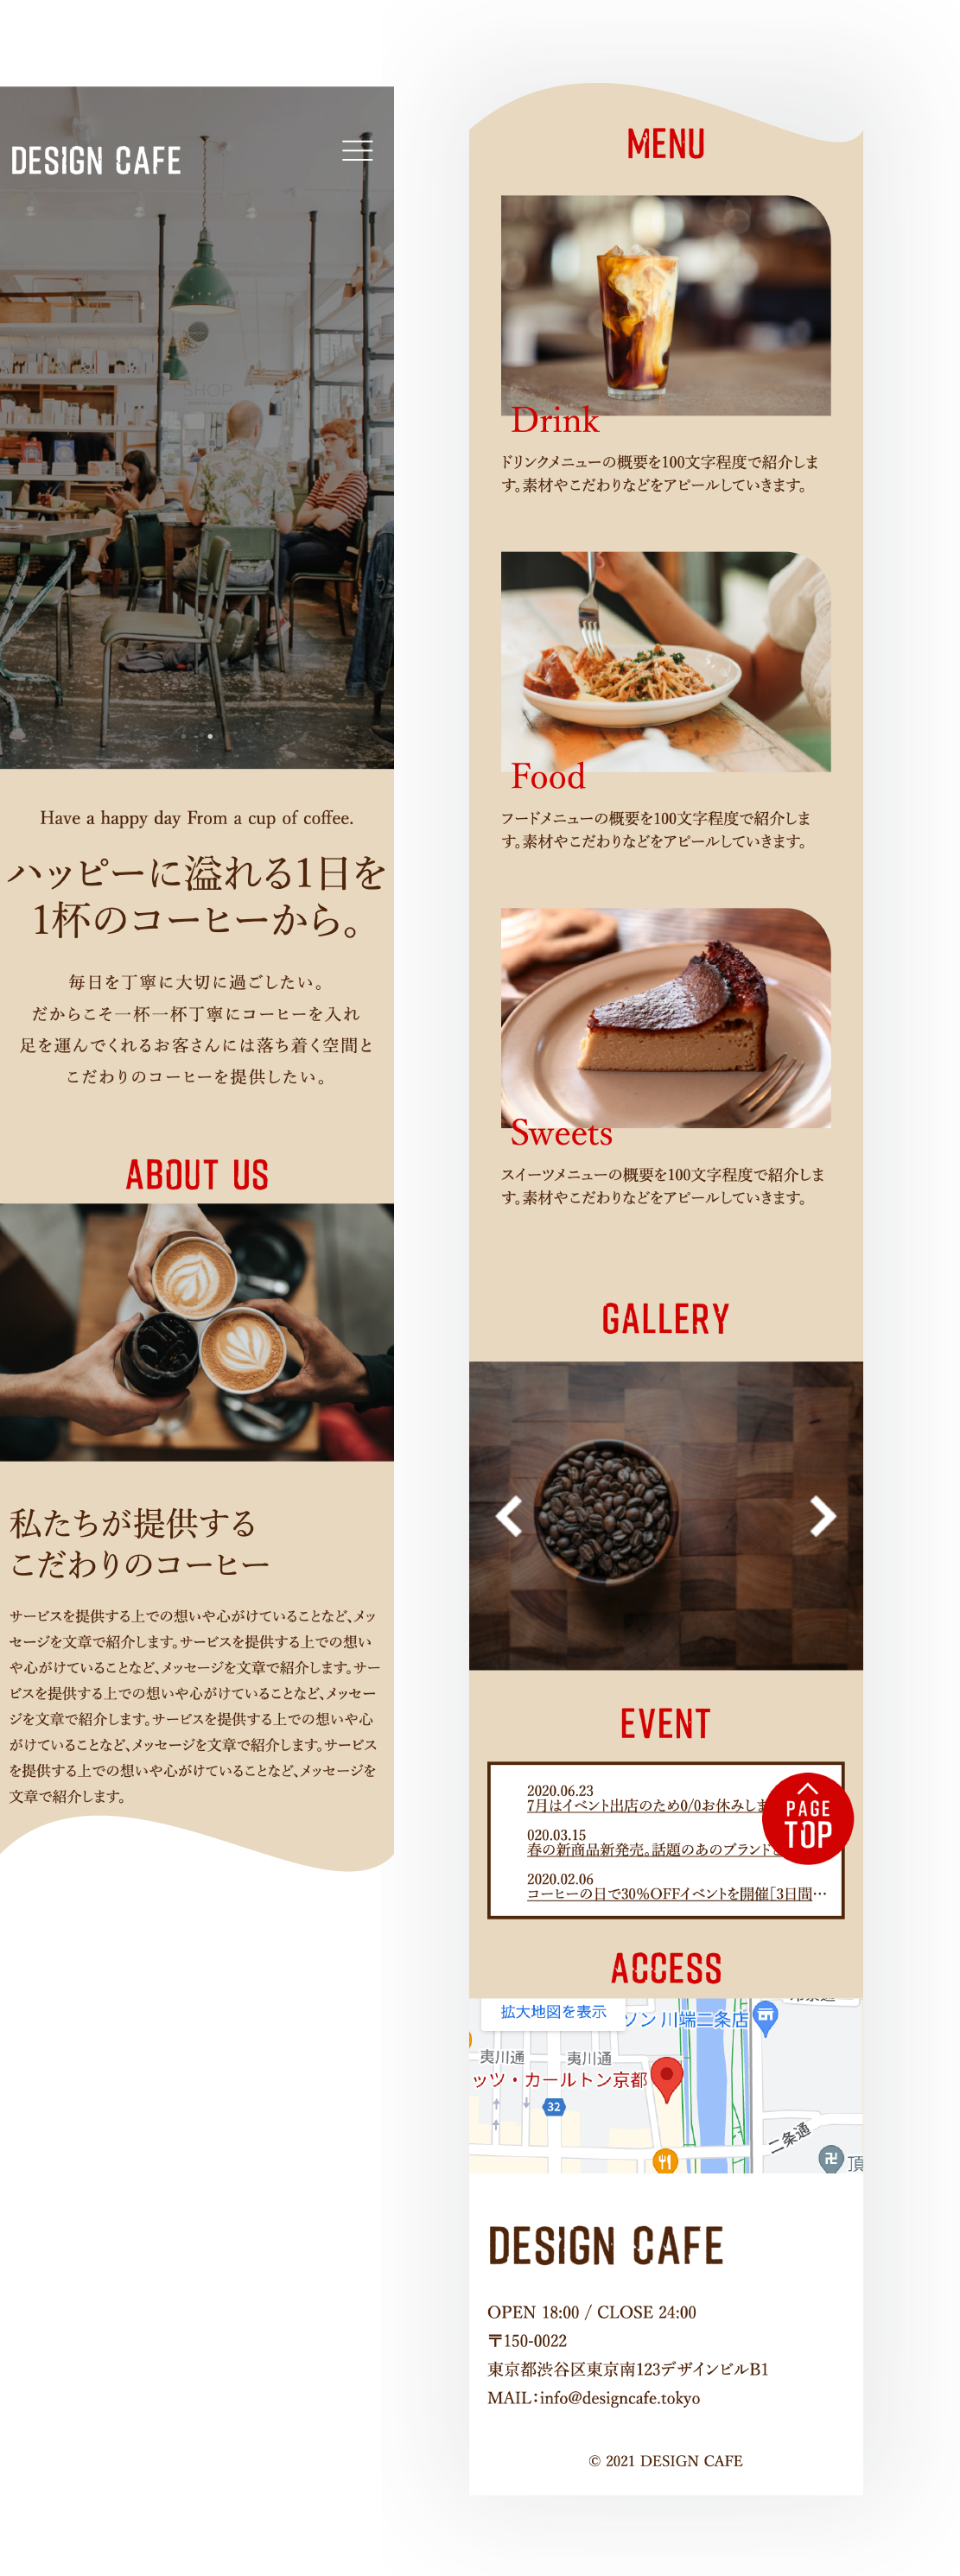 DESIGN CAFE
SHOP
Have a happy day From a cup of coffee.
ハッピーに溢れる1日を
1杯のコーヒーから。
毎日を丁寧に大切に過ごしたい。
だからこそ一杯一杯丁寧にコーヒーを入れ
足を運んでくれるお客さんには落ち着く空間と
こだわりのコーヒーを提供したい。
ABOUT US
私たちが提供する
こだわりのコーヒー
サービスを提供する上での想いや心がけていることなど、メッ
セージを文章で紹介します。サービスを提供する上での想い
や心がけていることなど、メッセージを文章で紹介します。サー
ビスを提供する上での想いや心がけていることなど、メッセー
ジを文章で紹介します。サービスを提供する上での想いや心
がけていることなど、メッセージを文章で紹介します。サービス
を提供する上での想いや心がけていることなど、メッセージを
文章で紹介します。
MENU
Drink
ドリンクメニューの概要を100文字程度で紹介しま
す。素材やこだわりなどをアピールしていきます。
Food
フードメニューの概要を100文字程度で紹介しま
す。素材やこだわりなどをアピールしていきます。
Sweets
スイーツメニューの概要を100文字程度で紹介しま
す。素材やこだわりなどをアピールしていきます。
GALLERY
EVENT
2020.06.23
7月はイベント出店のため0/0お休みしま
020.03.15
春の新商品新発売。話題のあのブランド
2020.02.06
コーヒーの日で30%OFFイベントを開催「3日間…
PAGE
TOP
ACCESS
拡大地図を表示
ソン 川端二条店
夷川通
夷川通
ッツ・カールトン京都
32
二条通
頂
DESIGN CAFE
OPEN 18:00 / CLOSE 24:00
〒150-0022
東京都渋谷区東京南123デザインビルB1
MAIL：info@designcafe.tokyo
© 2021 DESIGN CAFE